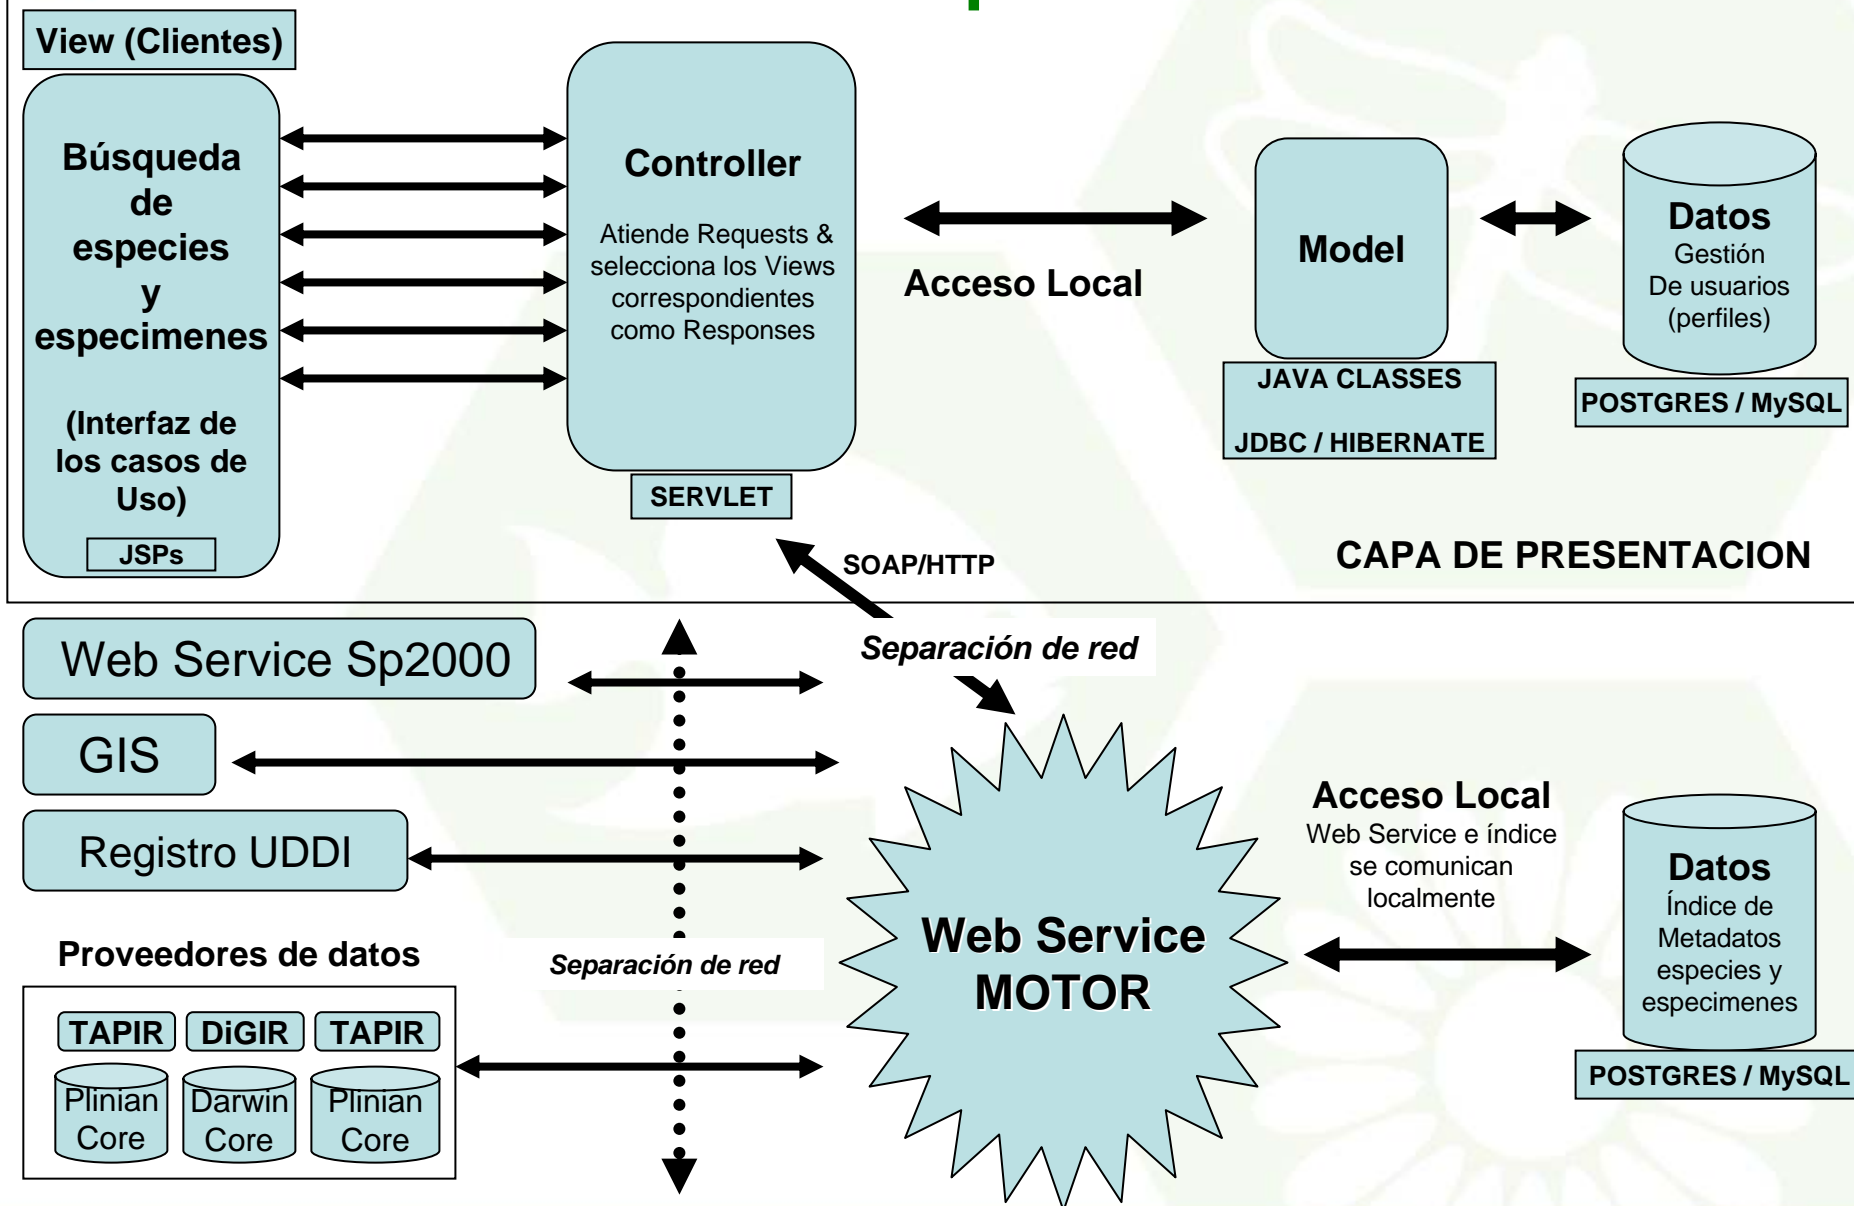 View (Clientes)
Búsqueda
de
especies
y
especimenes
(Interfaz de
los casos de
Uso)
JSPs
Controller
Atiende Requests &
selecciona los Views
correspondientes
como Responses
SERVLET
Acceso Local
Model
JAVA CLASSES
JDBC / HIBERNATE
Datos
Gestión
De usuarios
(perfiles)
POSTGRES / MySQL
CAPA DE PRESENTACION
SOAP/HTTP
Separación de red
Web Service Sp2000
GIS
Registro UDDI
Proveedores de datos
TAPIR
DiGIR
TAPIR
Plinian
Core
Darwin
Core
Plinian
Core
Separación de red
Web Service
MOTOR
Acceso Local
Web Service e índice
se comunican
localmente
Datos
Índice de
Metadatos
especies y
especimenes
POSTGRES / MySQL